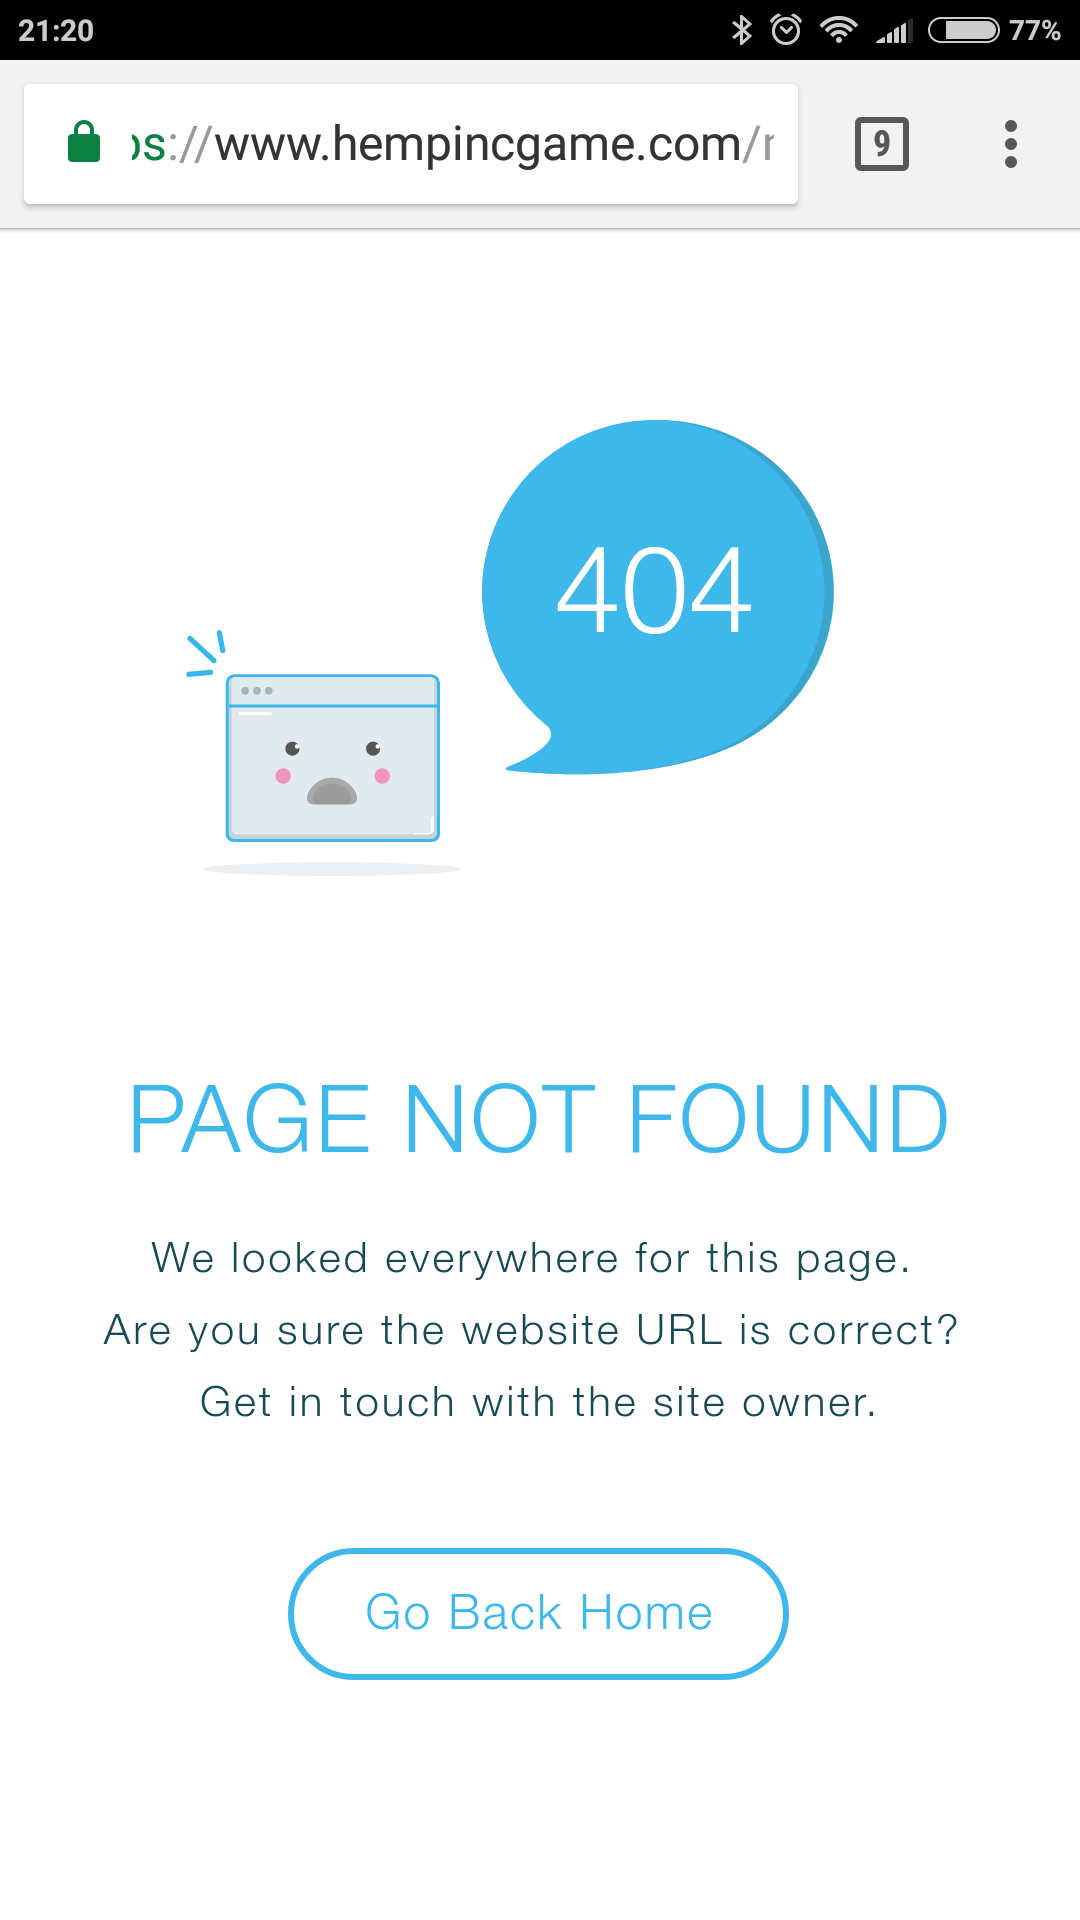 21:20 77%
ps://www.hempincgame.com/r 9
404
PAGE NOT FOUND
We looked everywhere for this page.
Are you sure the website URL is correct?
Get in touch with the site owner.
Go Back Home